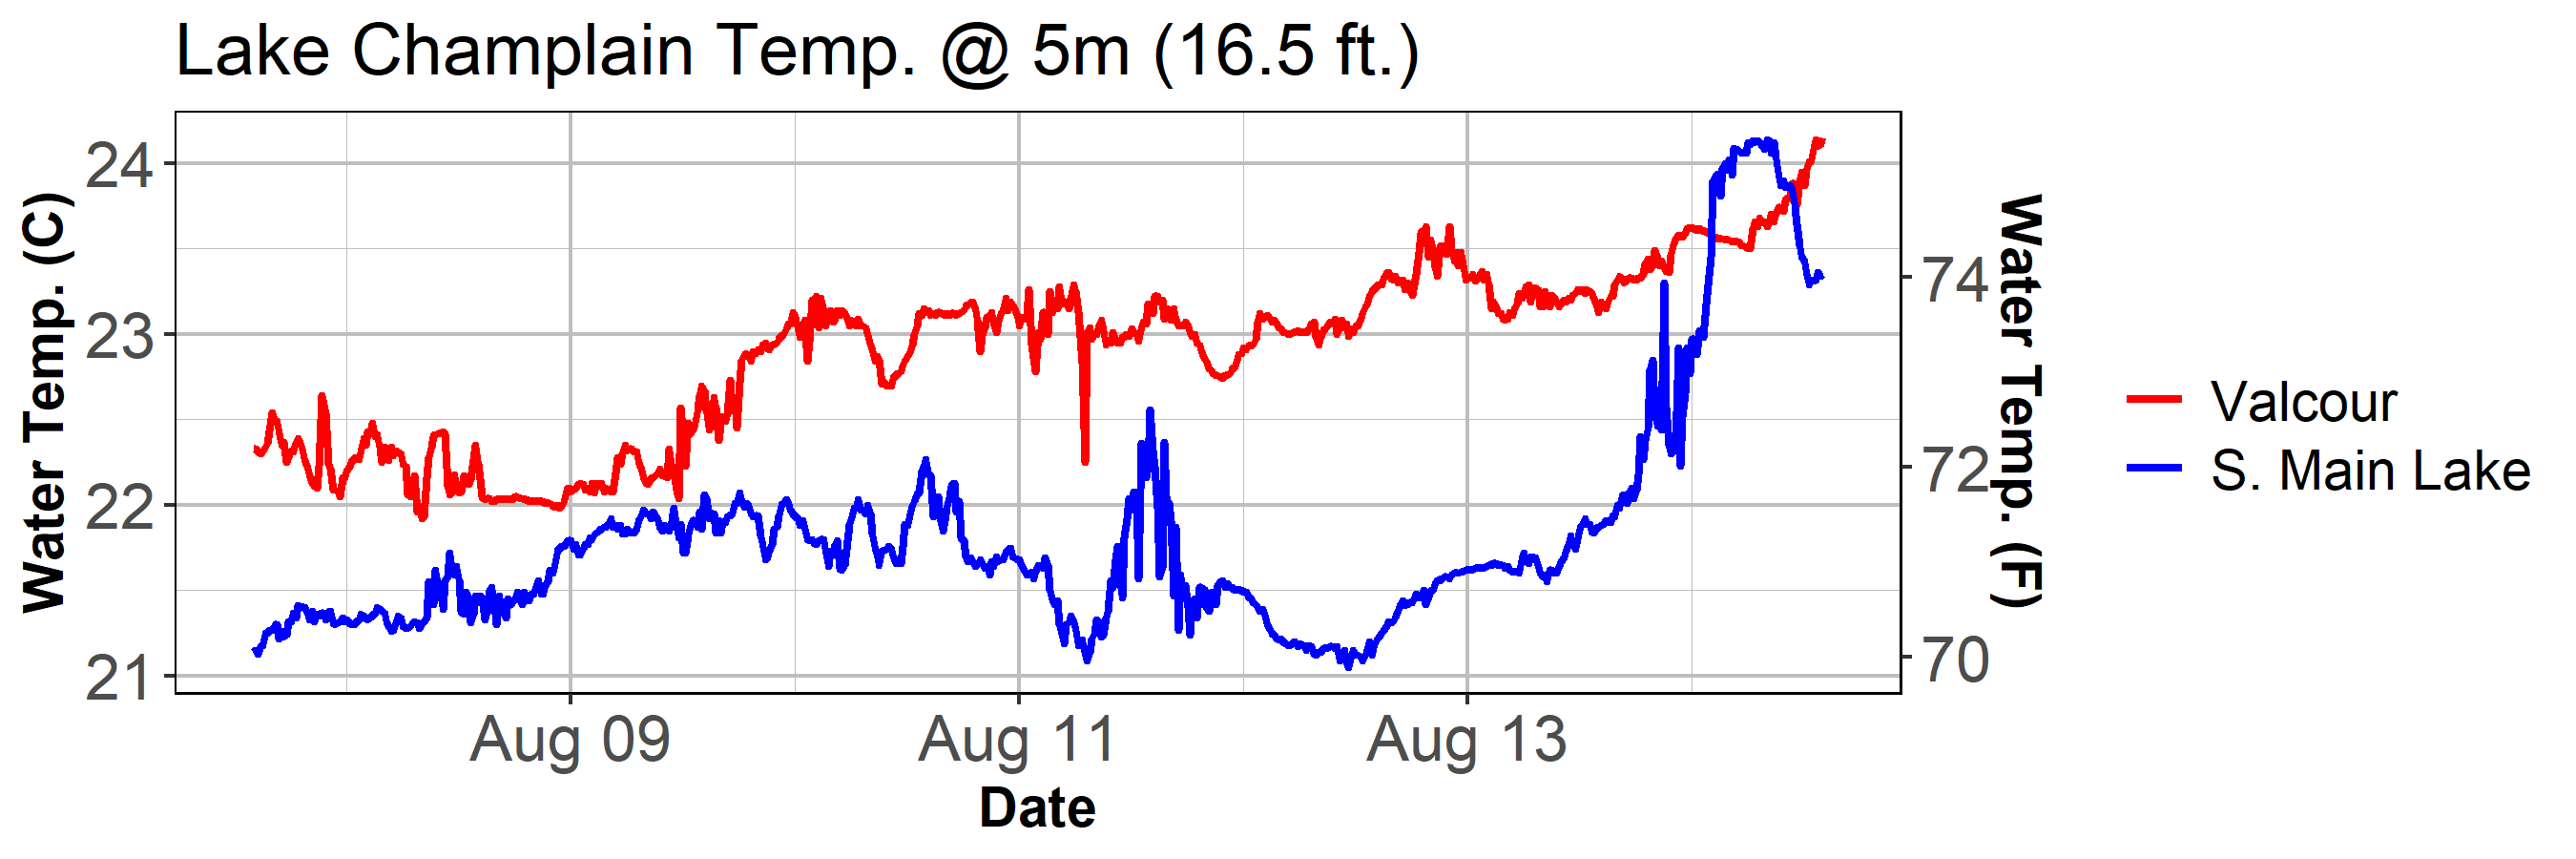 Lake Champlain Temp. @ 5m (16.5 ft.)
Water Temp. (C)
24
23
22
21
Water Temp. (F)
74
72
70
Aug 09
Aug 11
Aug 13
Date
Valcour
S. Main Lake